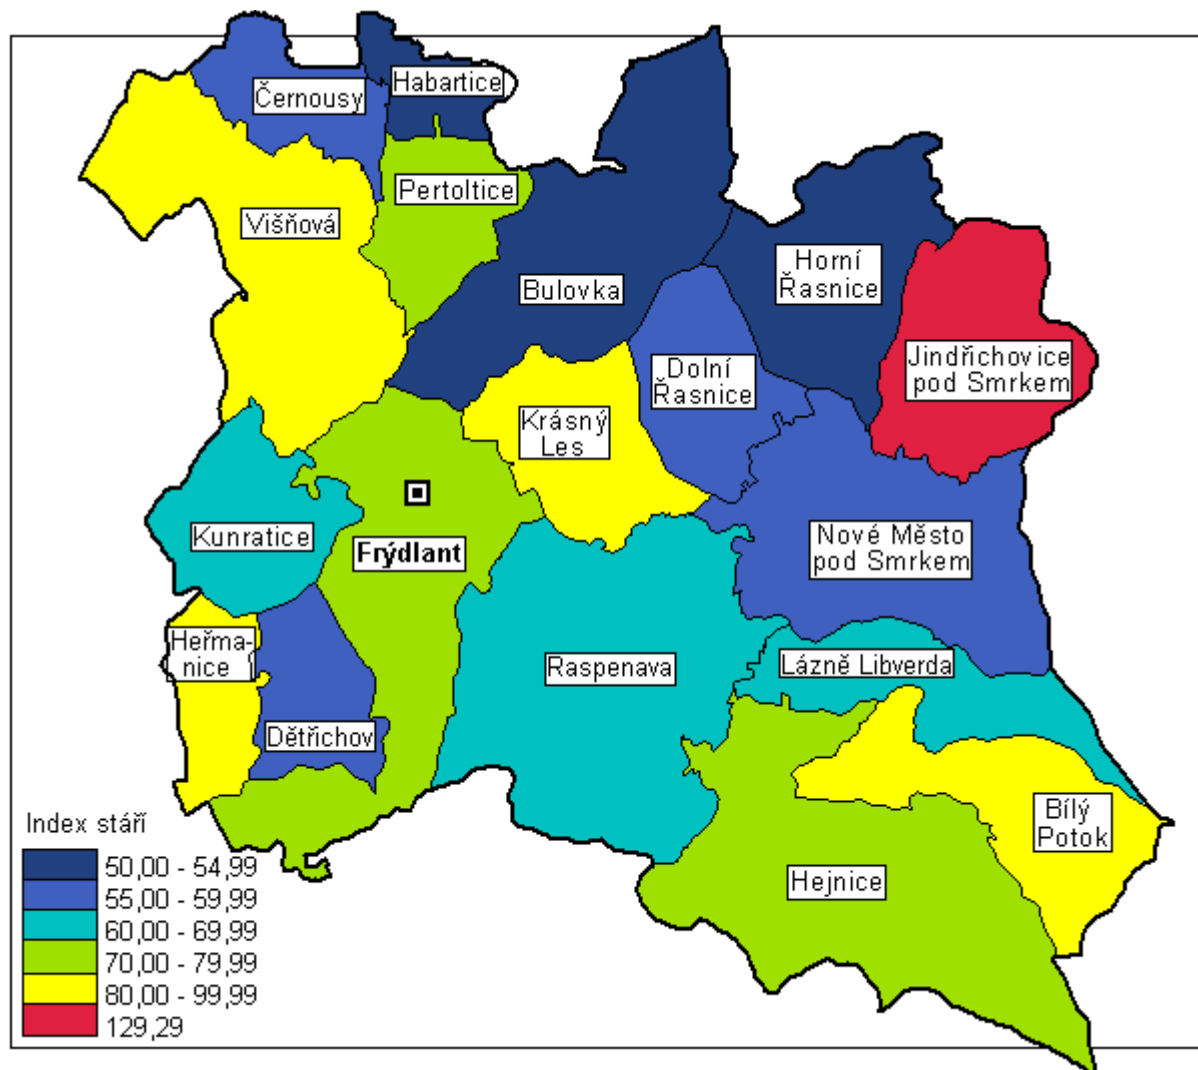 Černousy
Habartice
Pertoltice
Višňová
Bulovka
Horní
Řasnice
Jindřichovice
pod Smrkem
Dolní
Řasnice
Krásný
Les
Kunratice
Frýdlant
Nové Město
pod Smrkem
Heřma-
nice
Raspenava
Lázně Libverda
Dětřichov
Bílý
Potok
Hejnice
Index stáří
50,00 - 54,99
55,00 - 59,99
60,00 - 69,99
70,00 - 79,99
80,00 - 99,99
129,29